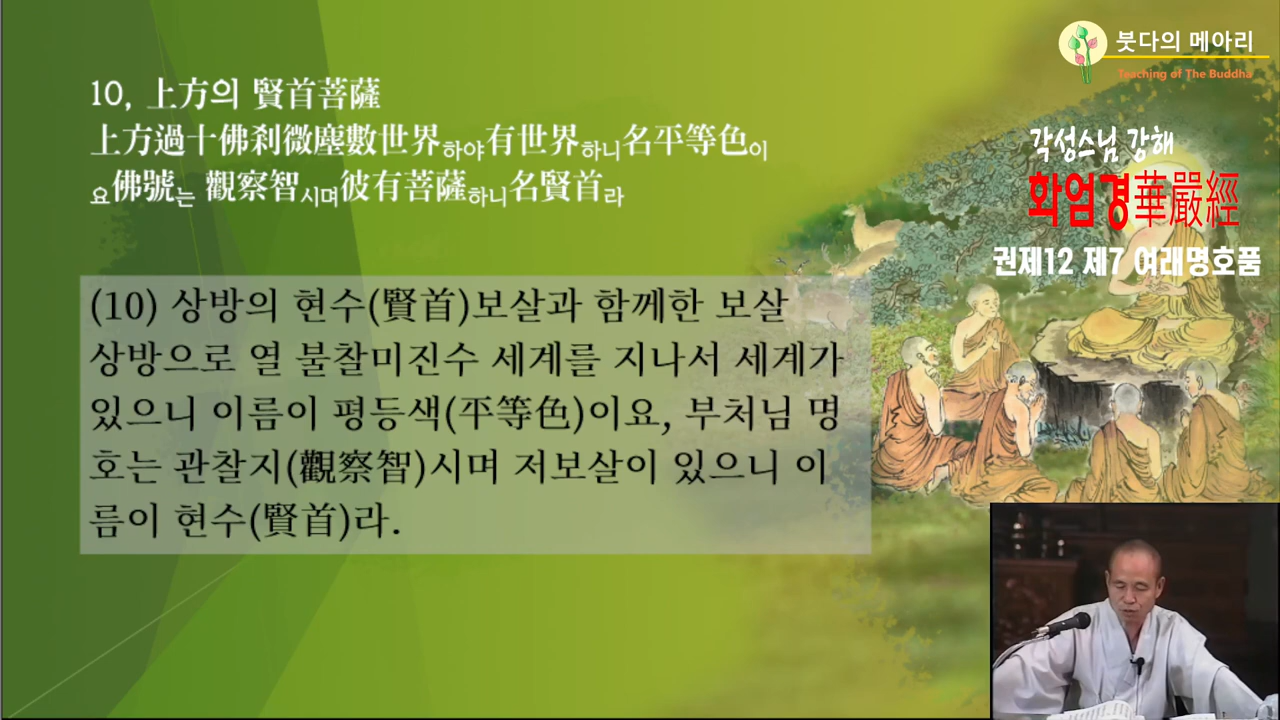 10, 上方의 賢首菩薩
上方過十佛刹微塵數世界하야有世界하니名平等色이
요佛號는 觀察智시며彼有菩薩하니名賢首라
(10) 상방의 현수(賢首)보살과 함께한 보살
상방으로 열 불찰미진수 세계를 지나서 세계가
있으니 이름이 평등색(平等色)이요, 부처님 명
호는 관찰지(觀察智)시며 저보살이 있으니 이
름이 현수(賢首)라.
붓다의 메아리
Teaching of The Buddha
각성스님 강해
화엄경華嚴經
권제12 제7 여래명호품